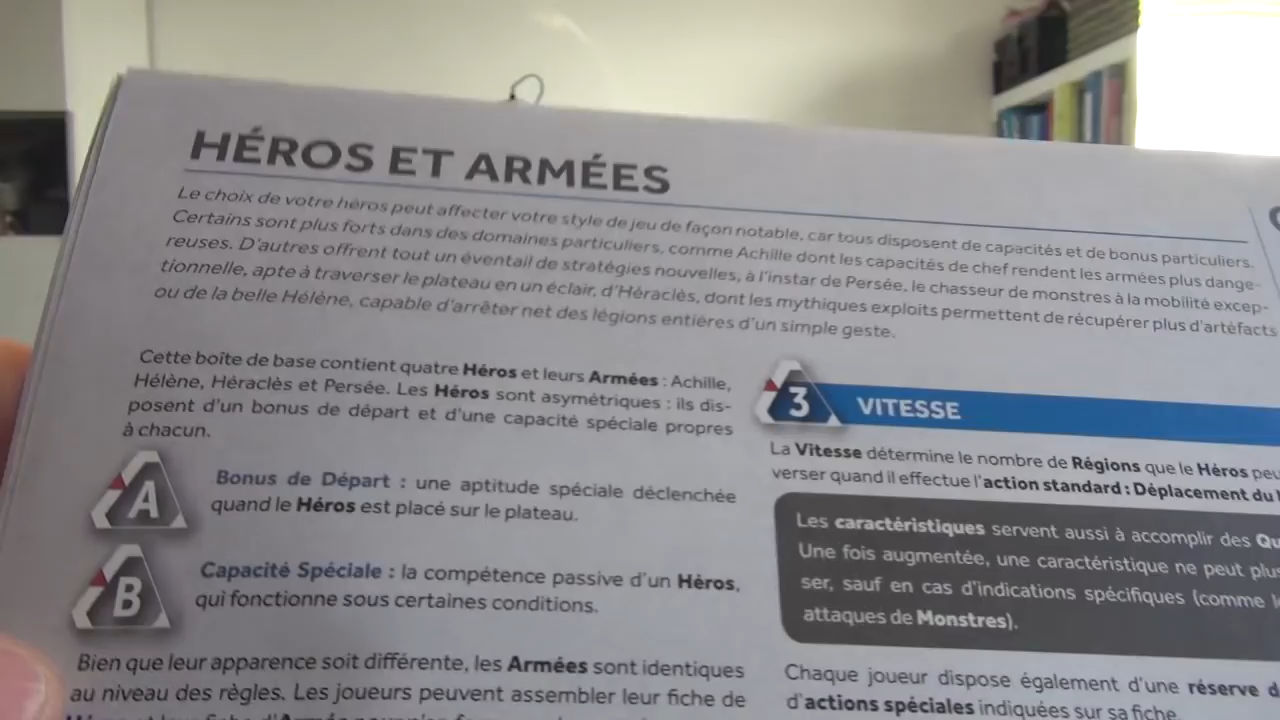 HÉROS ET ARMÉES
Le choix de votre héros peut affecter votre style de jeu de façon notable, car tous disposent de capacités et de bonus particuliers.
Certains sont plus forts dans des domaines particuliers, comme Achille dont les capacités de chef rendent les armées plus dange-
reuses. D'autres offrent tout un éventail de stratégies nouvelles, à l'instar de Persée, le chasseur de monstres à la mobilité excep-
tionnelle, apte à traverser le plateau en un éclair, d'Héraclès, dont les mythiques exploits permettent de récupérer plus d'artéfacts
ou de la belle Hélène, capable d'arrêter net des légions entières d'un simple geste.
Cette boîte de base contient quatre Héros et leurs Armées : Achille,
Hélène, Héraclès et Persée. Les Héros sont asymétriques : ils dis-
posent d'un bonus de départ et d'une capacité spéciale propres
à chacun.
A
Bonus de Départ : une aptitude spéciale déclenchée
quand le Héros est placé sur le plateau.
B
Capacité Spéciale : la compétence passive d'un Héros,
qui fonctionne sous certaines conditions.
Bien que leur apparence soit différente, les Armées sont identiques
au niveau des règles. Les joueurs peuvent assembler leur fiche de
3 VITESSE
La Vitesse détermine le nombre de Régions que le Héros
verser quand il effectue l'action standard : Déplacement du
Les caractéristiques servent aussi à accomplir des
Une fois augmentée, une caractéristique ne peut plus
ser, sauf en cas d'indications spécifiques (comme
attaques de Monstres).
Chaque joueur dispose également d'une réserve
d'actions spéciales indiquées sur sa fiche.